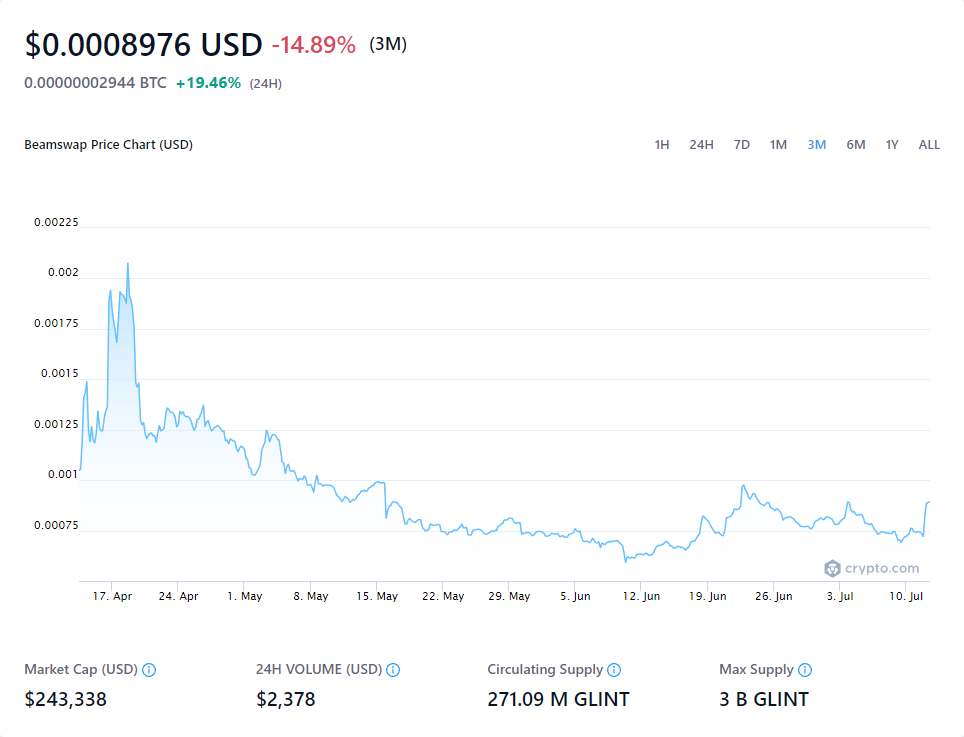 $0.0008976 USD -14.89% (3M)
0.00000002944 BTC +19.46% (24H)
Beamswap Price Chart (USD) 1H 24H 7D 1M 3M 6M 1Y ALL
0.00225
0.002
0.00175
0.0015
0.00125
0.001
0.00075
crypto.com
17. Apr 24. Apr 1. May 8. May 15. May 22. May 29. May 5. Jun 12. Jun 19. Jun 26. Jun 3. Jul 10. Jul
Market Cap (USD) 24H VOLUME (USD) Circulating Supply Max Supply
$243,338 $2,378 271.09 M GLINT 3 B GLINT